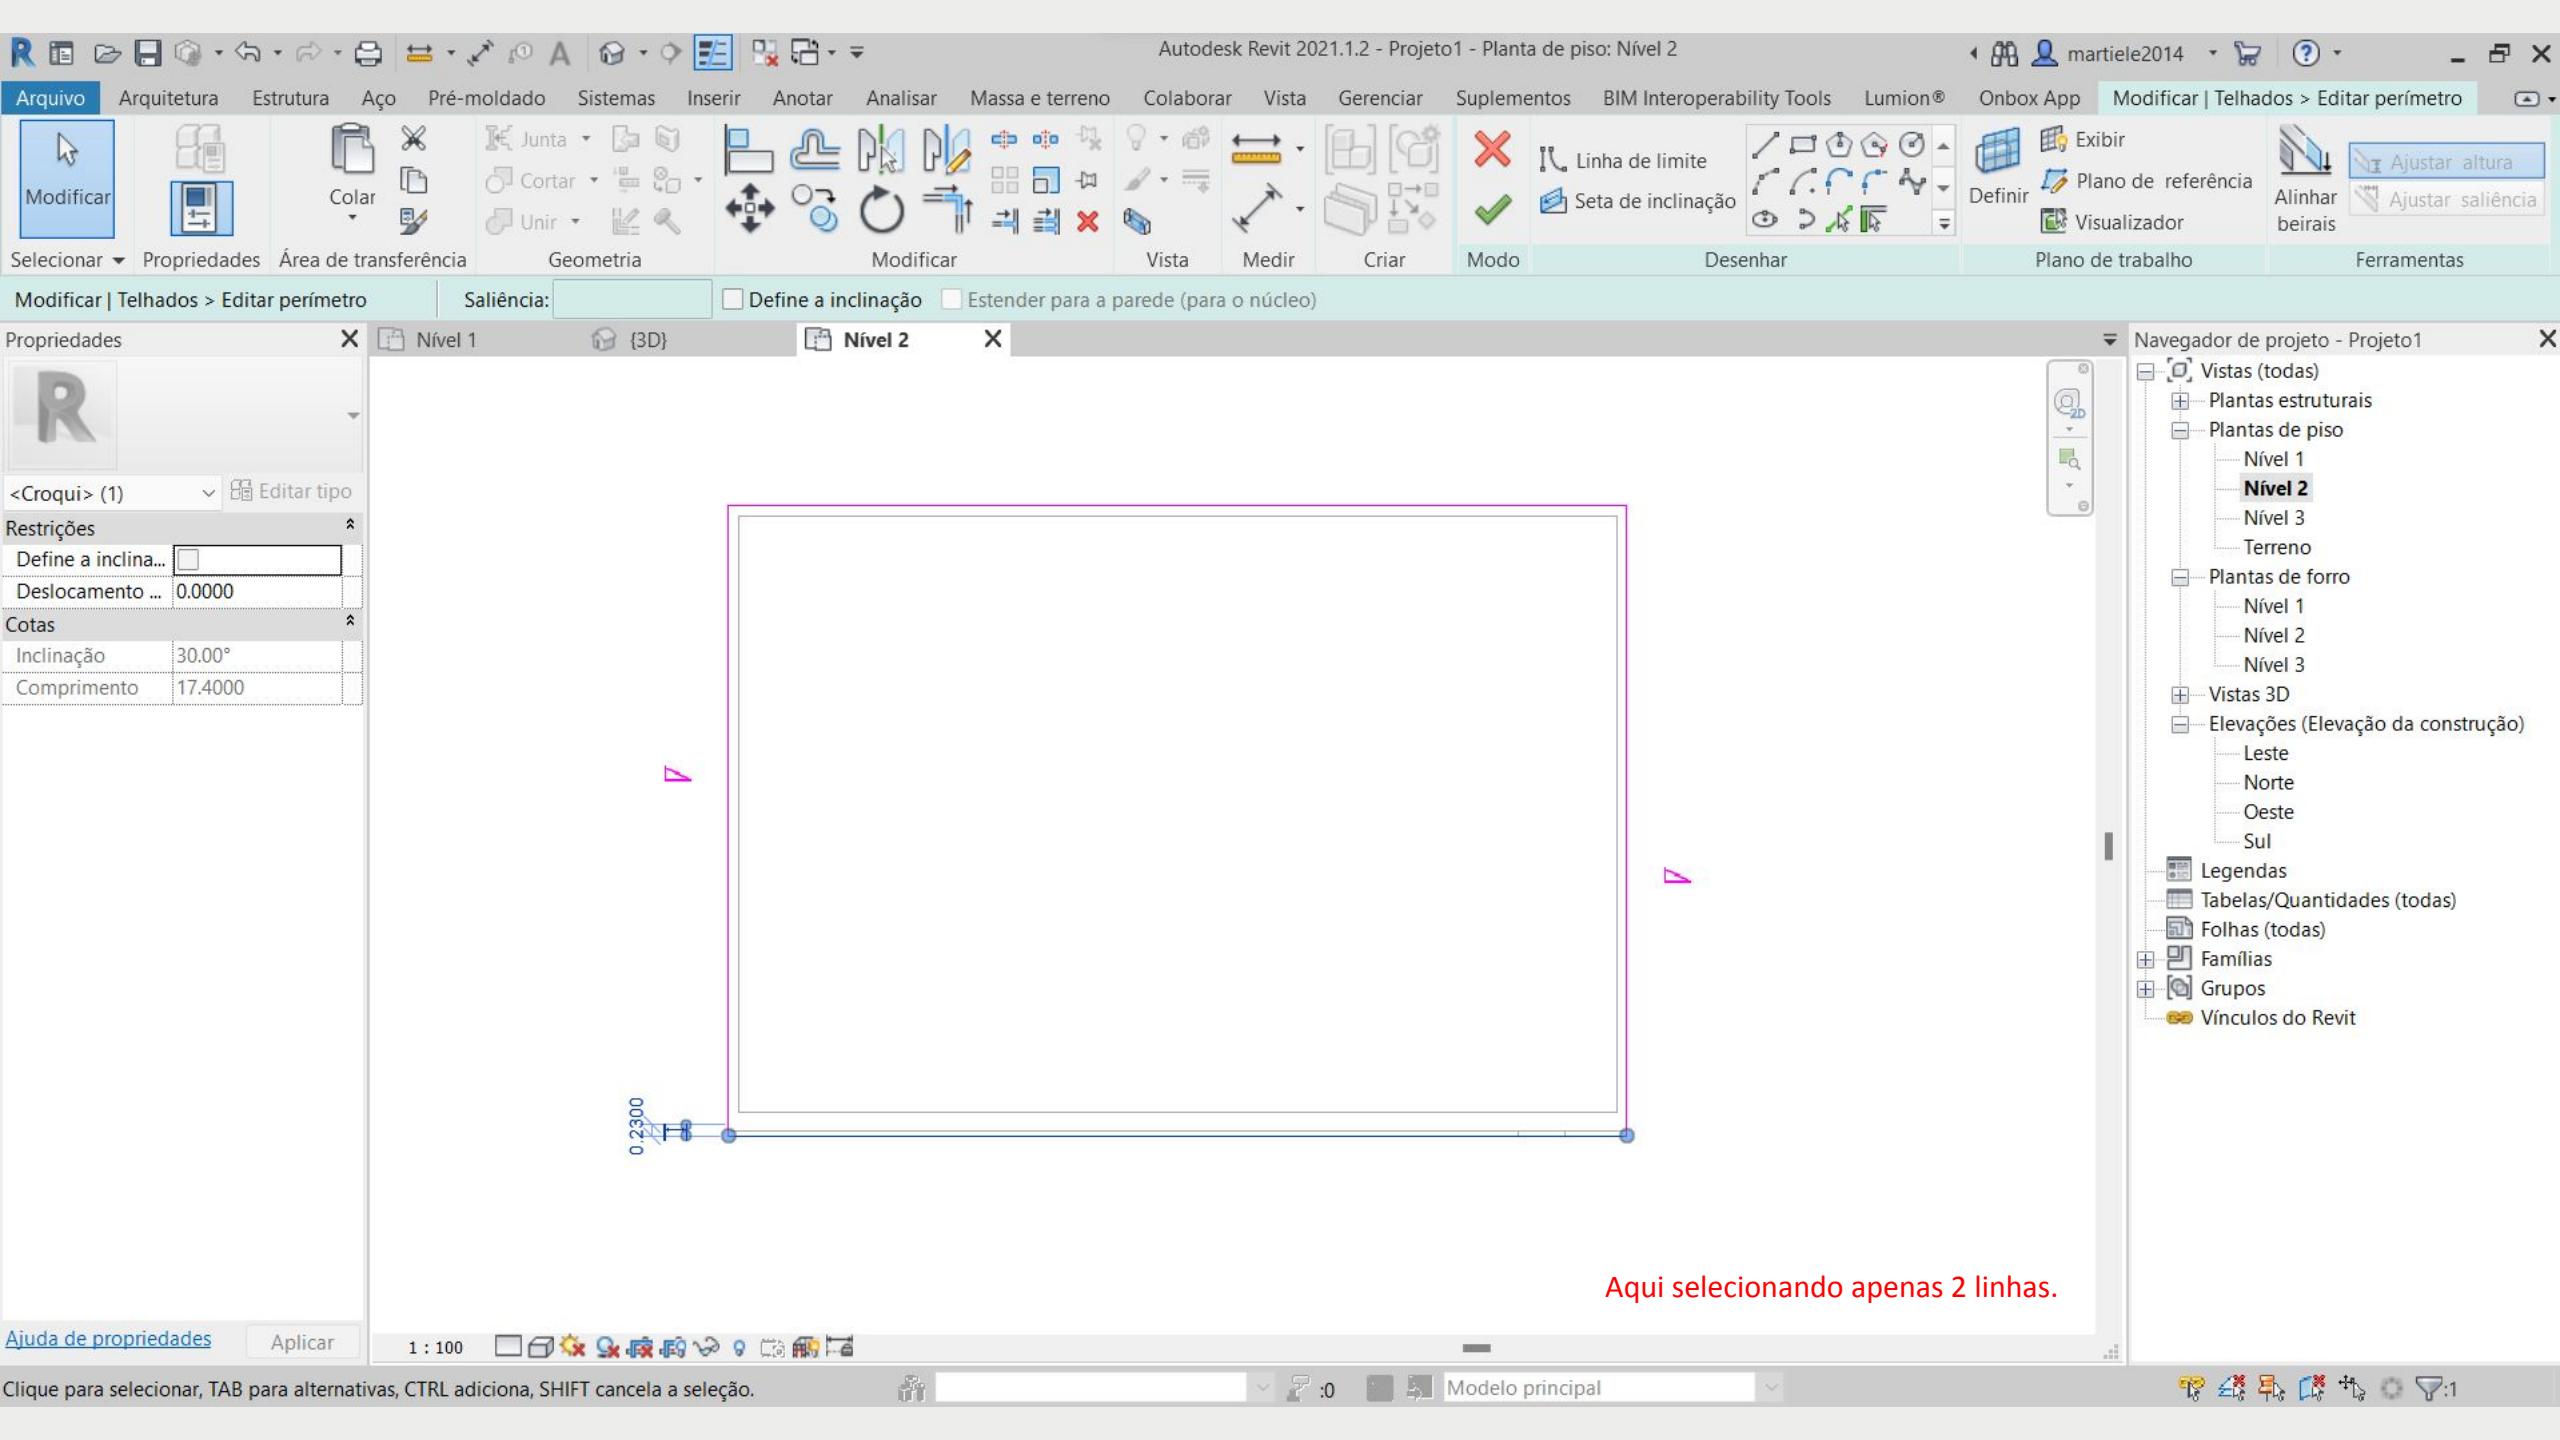 Autodesk Revit 2021.1.2 - Projeto1 - Planta de piso: Nível 2
martiele2014
Arquivo Arquitetura Estrutura Aço Pré-moldado Sistemas Inserir Anotar Analisar Massa e terreno Colaborar Vista Gerenciar Suplementos BIM Interoperability Tools Lumion® Onbox App Modificar | Telhados > Editar perímetro
Modificar
Colar
Junta
Cortar
Unir
Linha de limite
Seta de inclinação
Definir
Exibir
Plano de referência
Visualizador
Alinhar
beirais
Ajustar altura
Ajustar saliência
Selecionar Propriedades Área de transferência Geometria Modificar Vista Medir Criar Modo Desenhar Plano de trabalho Ferramentas
Modificar | Telhados > Editar perímetro Saliência: Define a inclinação Estender para a parede (para o núcleo)
Propriedades
Nível 1 {3D} Nível 2
<Croqui> (1) Editar tipo
Restrições
Define a inclina...
Deslocamento ... 0.0000
Cotas
Inclinação 30.00°
Comprimento 17.4000
Ajuda de propriedades Aplicar
2D
0.2300
Aqui selecionando apenas 2 linhas.
1 : 100
Navegador de projeto - Projeto1
Vistas (todas)
Plantas estruturais
Plantas de piso
Nível 1
Nível 2
Nível 3
Terreno
Plantas de forro
Nível 1
Nível 2
Nível 3
Vistas 3D
Elevações (Elevação da construção)
Leste
Norte
Oeste
Sul
Legendas
Tabelas/Quantidades (todas)
Folhas (todas)
Famílias
Grupos
Vínculos do Revit
Clique para selecionar, TAB para alternativas, CTRL adiciona, SHIFT cancela a seleção. :0 Modelo principal :1